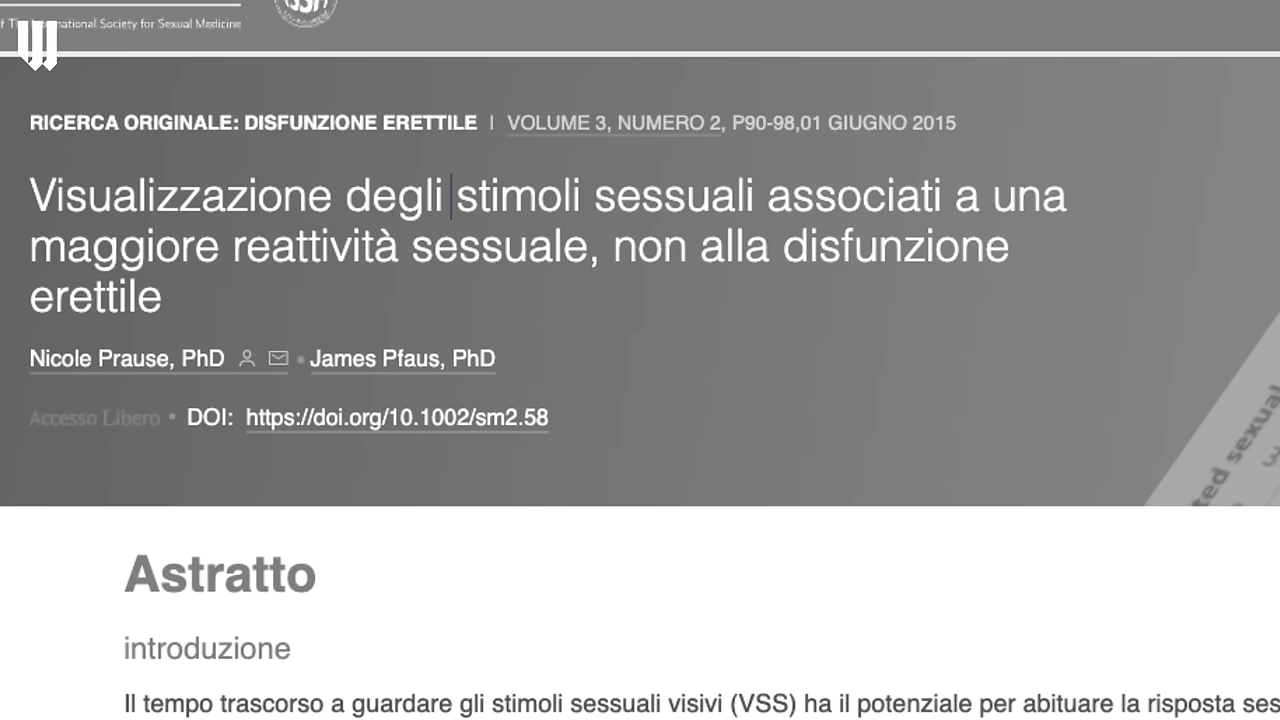 International Society for Sexual Medicine
RICERCA ORIGINALE: DISFUNZIONE ERETTILE | VOLUME 3, NUMERO 2, P90-98,01 GIUGNO 2015
Visualizzazione degli stimoli sessuali associati a una
maggiore reattività sessuale, non alla disfunzione
erettile
Nicole Prause, PhD • James Pfaus, PhD
Accesso Libero • DOI: https://doi.org/10.1002/sm2.58
sexual
Astratto
introduzione
Il tempo trascorso a guardare gli stimoli sessuali visivi (VSS) ha il potenziale per abituare la risposta